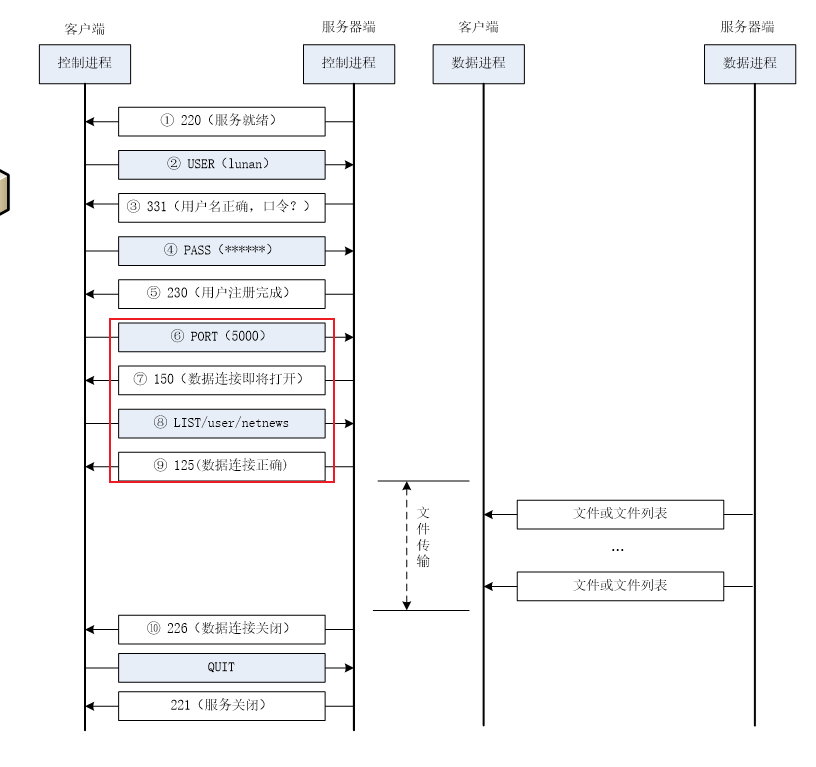 客户端
服务器端
客户端
服务器端
控制进程
控制进程
数据进程
数据进程
① 220（服务就绪）
② USER（lunan）
③ 331（用户名正确，口令？）
④ PASS（******）
⑤ 230（用户注册完成）
⑥ PORT（5000）
⑦ 150（数据连接即将打开）
⑧ LIST/user/netnews
⑨ 125(数据连接正确)
文件传输
文件或文件列表
...
文件或文件列表
⑩ 226（数据连接关闭）
QUIT
221（服务关闭）